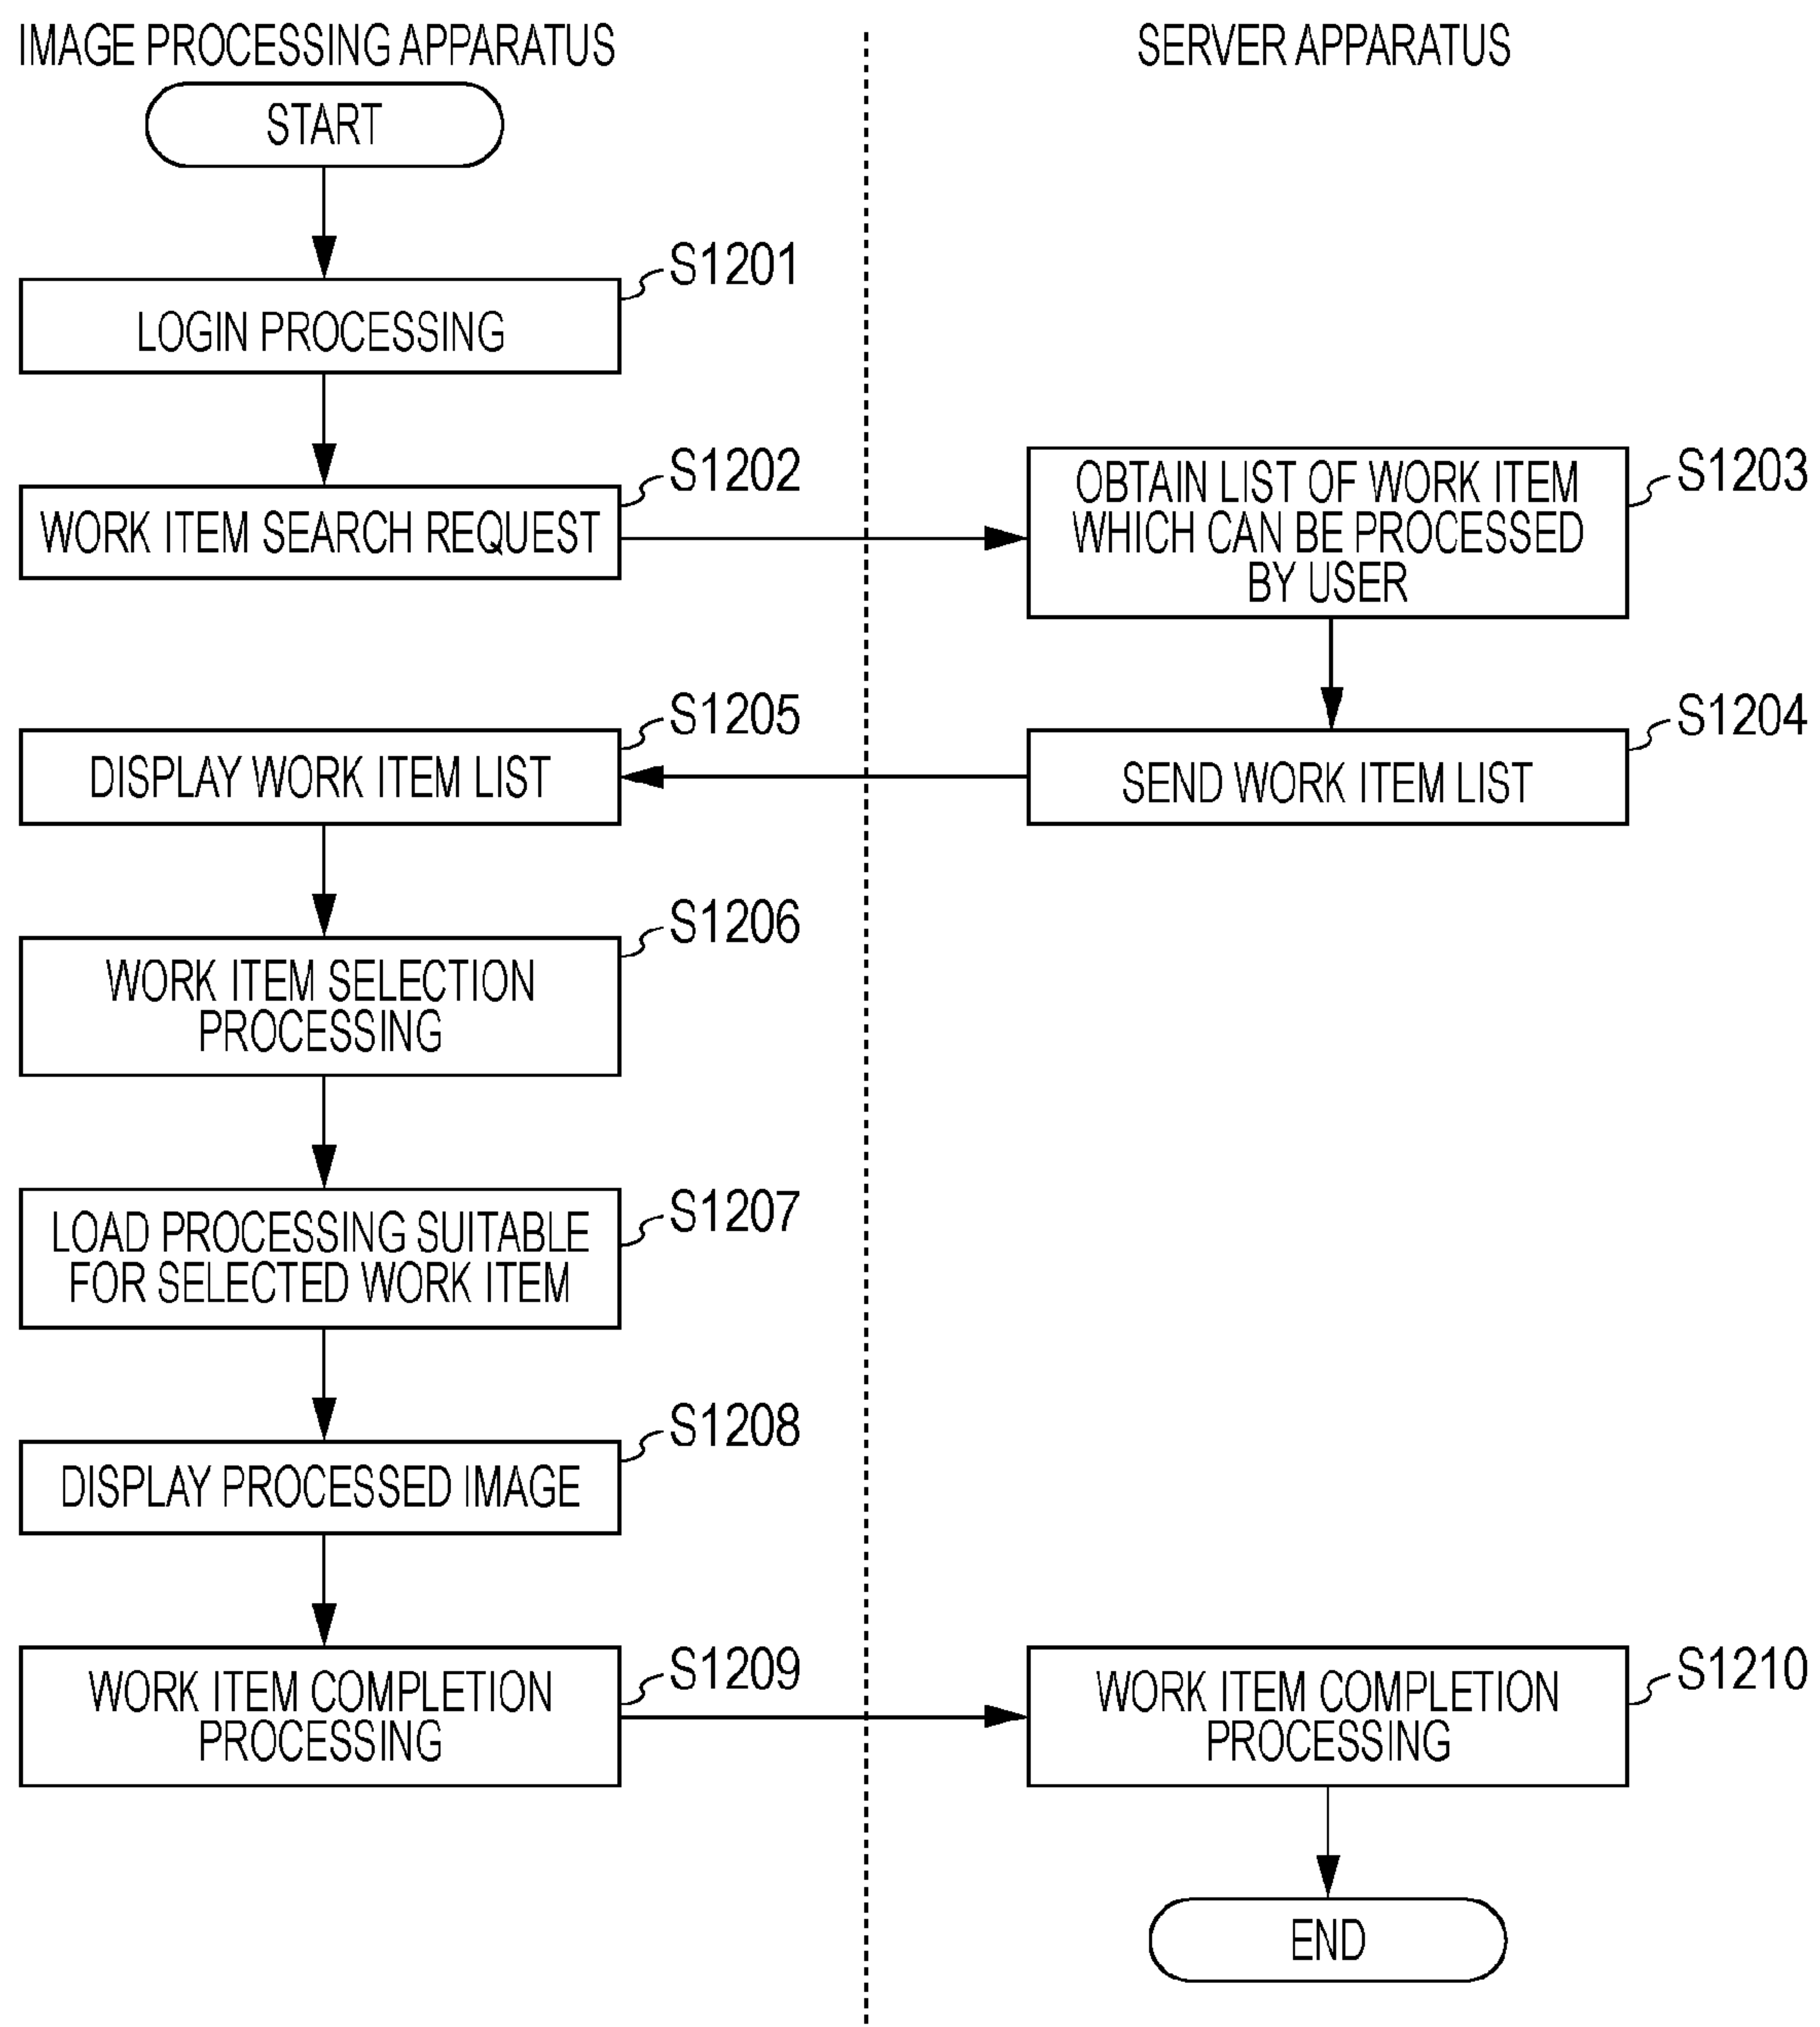 IMAGE PROCESSING APPARATUS
SERVER APPARATUS
START
S1201
LOGIN PROCESSING
S1202
WORK ITEM SEARCH REQUEST
S1203
OBTAIN LIST OF WORK ITEM
WHICH CAN BE PROCESSED
BY USER
S1205
DISPLAY WORK ITEM LIST
S1204
SEND WORK ITEM LIST
S1206
WORK ITEM SELECTION
PROCESSING
S1207
LOAD PROCESSING SUITABLE
FOR SELECTED WORK ITEM
S1208
DISPLAY PROCESSED IMAGE
S1209
WORK ITEM COMPLETION
PROCESSING
S1210
WORK ITEM COMPLETION
PROCESSING
END